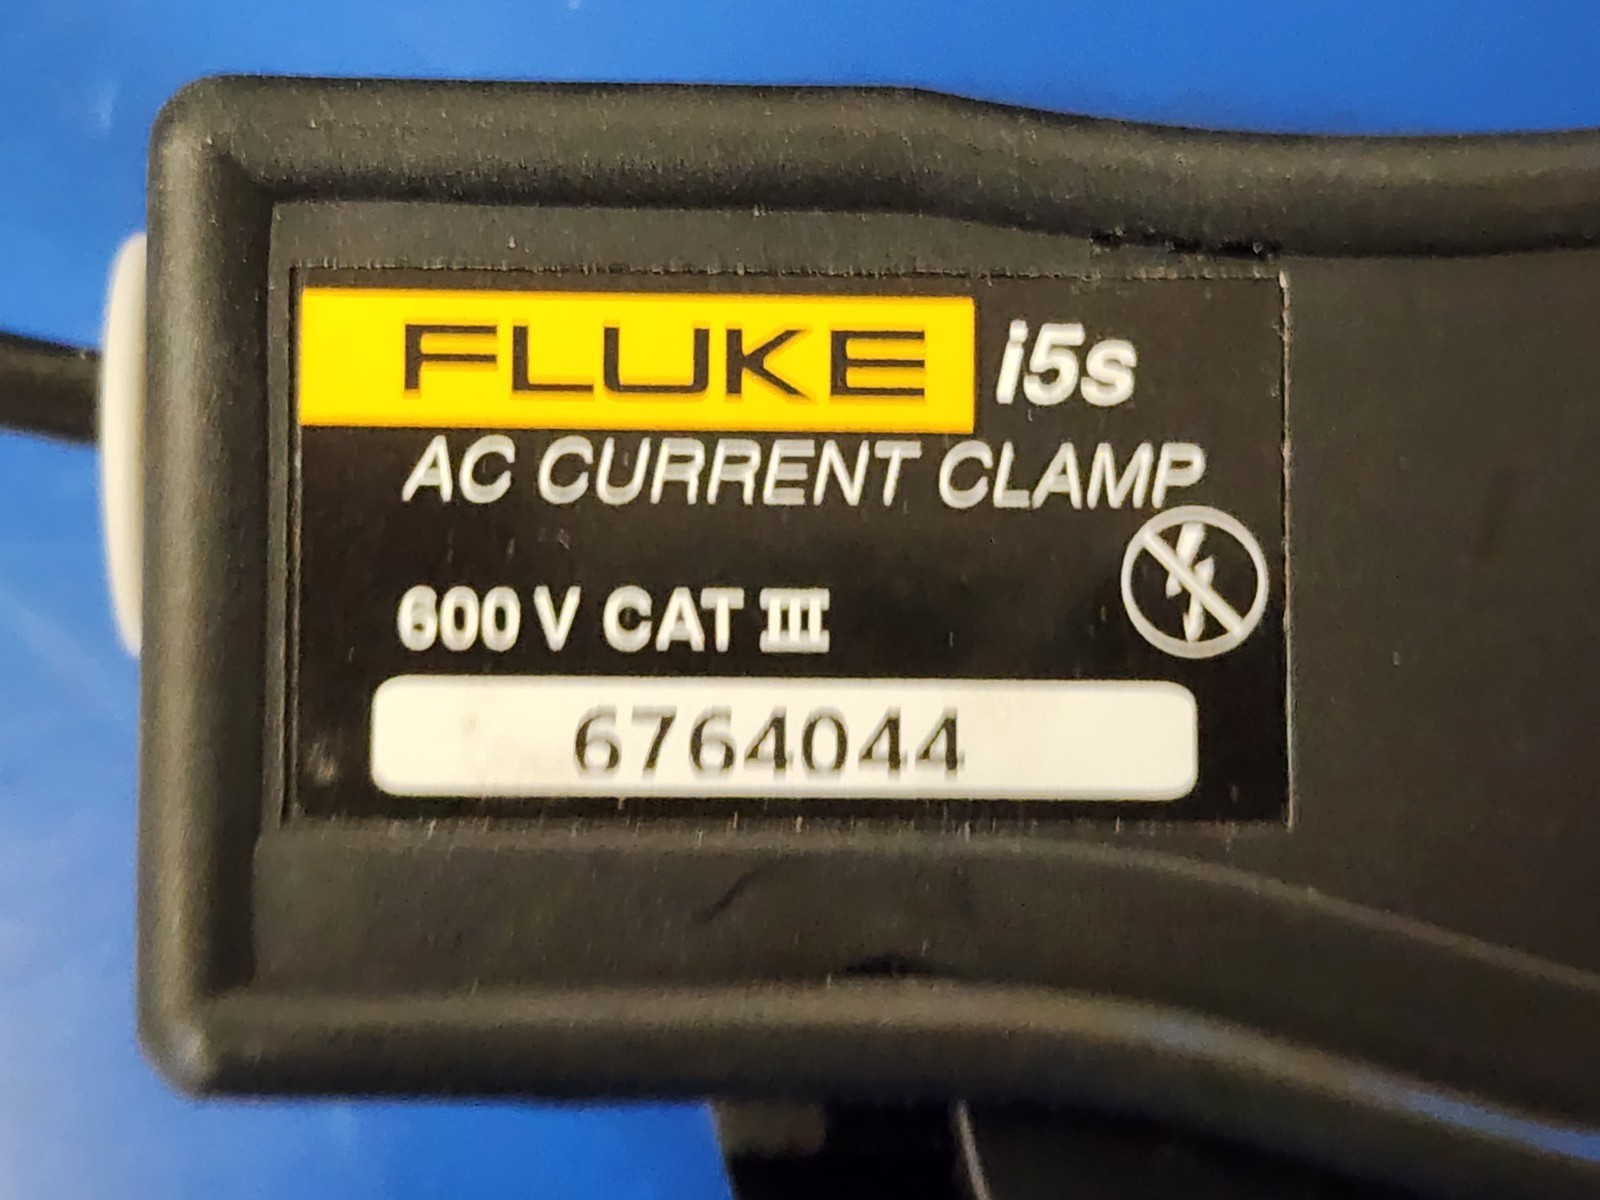 FLUKE i5s
AC CURRENT CLAMP
600 V CAT III
6764044